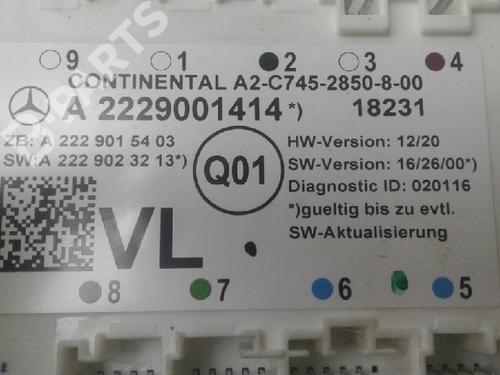 9 1 2 3 4
CONTINENTAL A2-C745-2850-8-00
A 2229001414*) 18231
ZB: A 222 901 54 03
SW:A 222 902 32 13*)
Q01
HW-Version: 12/20
SW-Version: 16/26/00*)
Diagnostic ID: 020116
*)gueltig bis zu evtl.
SW-Aktualisierung
VL
8 7 6 5